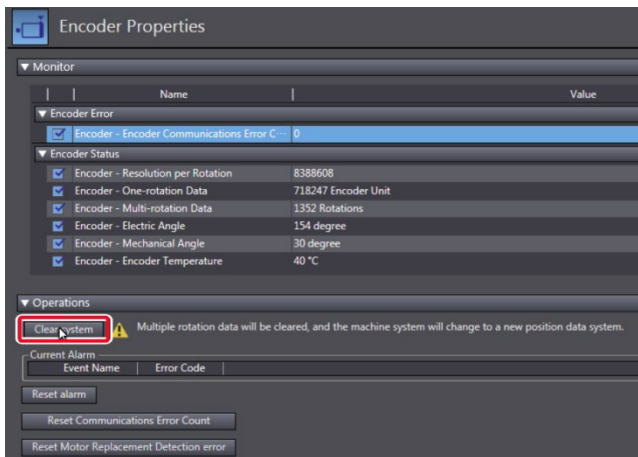 Encoder Properties
▼ Monitor
Name Value
▼ Encoder Error
Encoder - Encoder Communications Error C··· 0
▼ Encoder Status
Encoder - Resolution per Rotation 8388608
Encoder - One-rotation Data 718247 Encoder Unit
Encoder - Multi-rotation Data 1352 Rotations
Encoder - Electric Angle 154 degree
Encoder - Mechanical Angle 30 degree
Encoder - Encoder Temperature 40 °C
▼ Operations
Clear system Multiple rotation data will be cleared, and the machine system will change to a new position data system.
Current Alarm
Event Name Error Code
Reset alarm
Reset Communications Error Count
Reset Motor Replacement Detection error